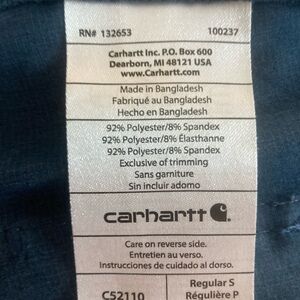 RN# 132653 100237
Carhartt Inc. P.O. Box 600
Dearborn, MI 48121 USA
www.Carhartt.com
Made in Bangladesh
Fabriqué au Bangladesh
Hecho en Bangladesh
92% Polyester/8% Spandex
92% Polyester/8% Élasthanne
92% Polyester/8% Spandex
Exclusive of trimming
Sans garniture
Sin incluir adorno
carhartt
Care on reverse side.
Entretien au verso.
Instrucciones de cuidado al dorso.
C52110 Regular S
Régulière P